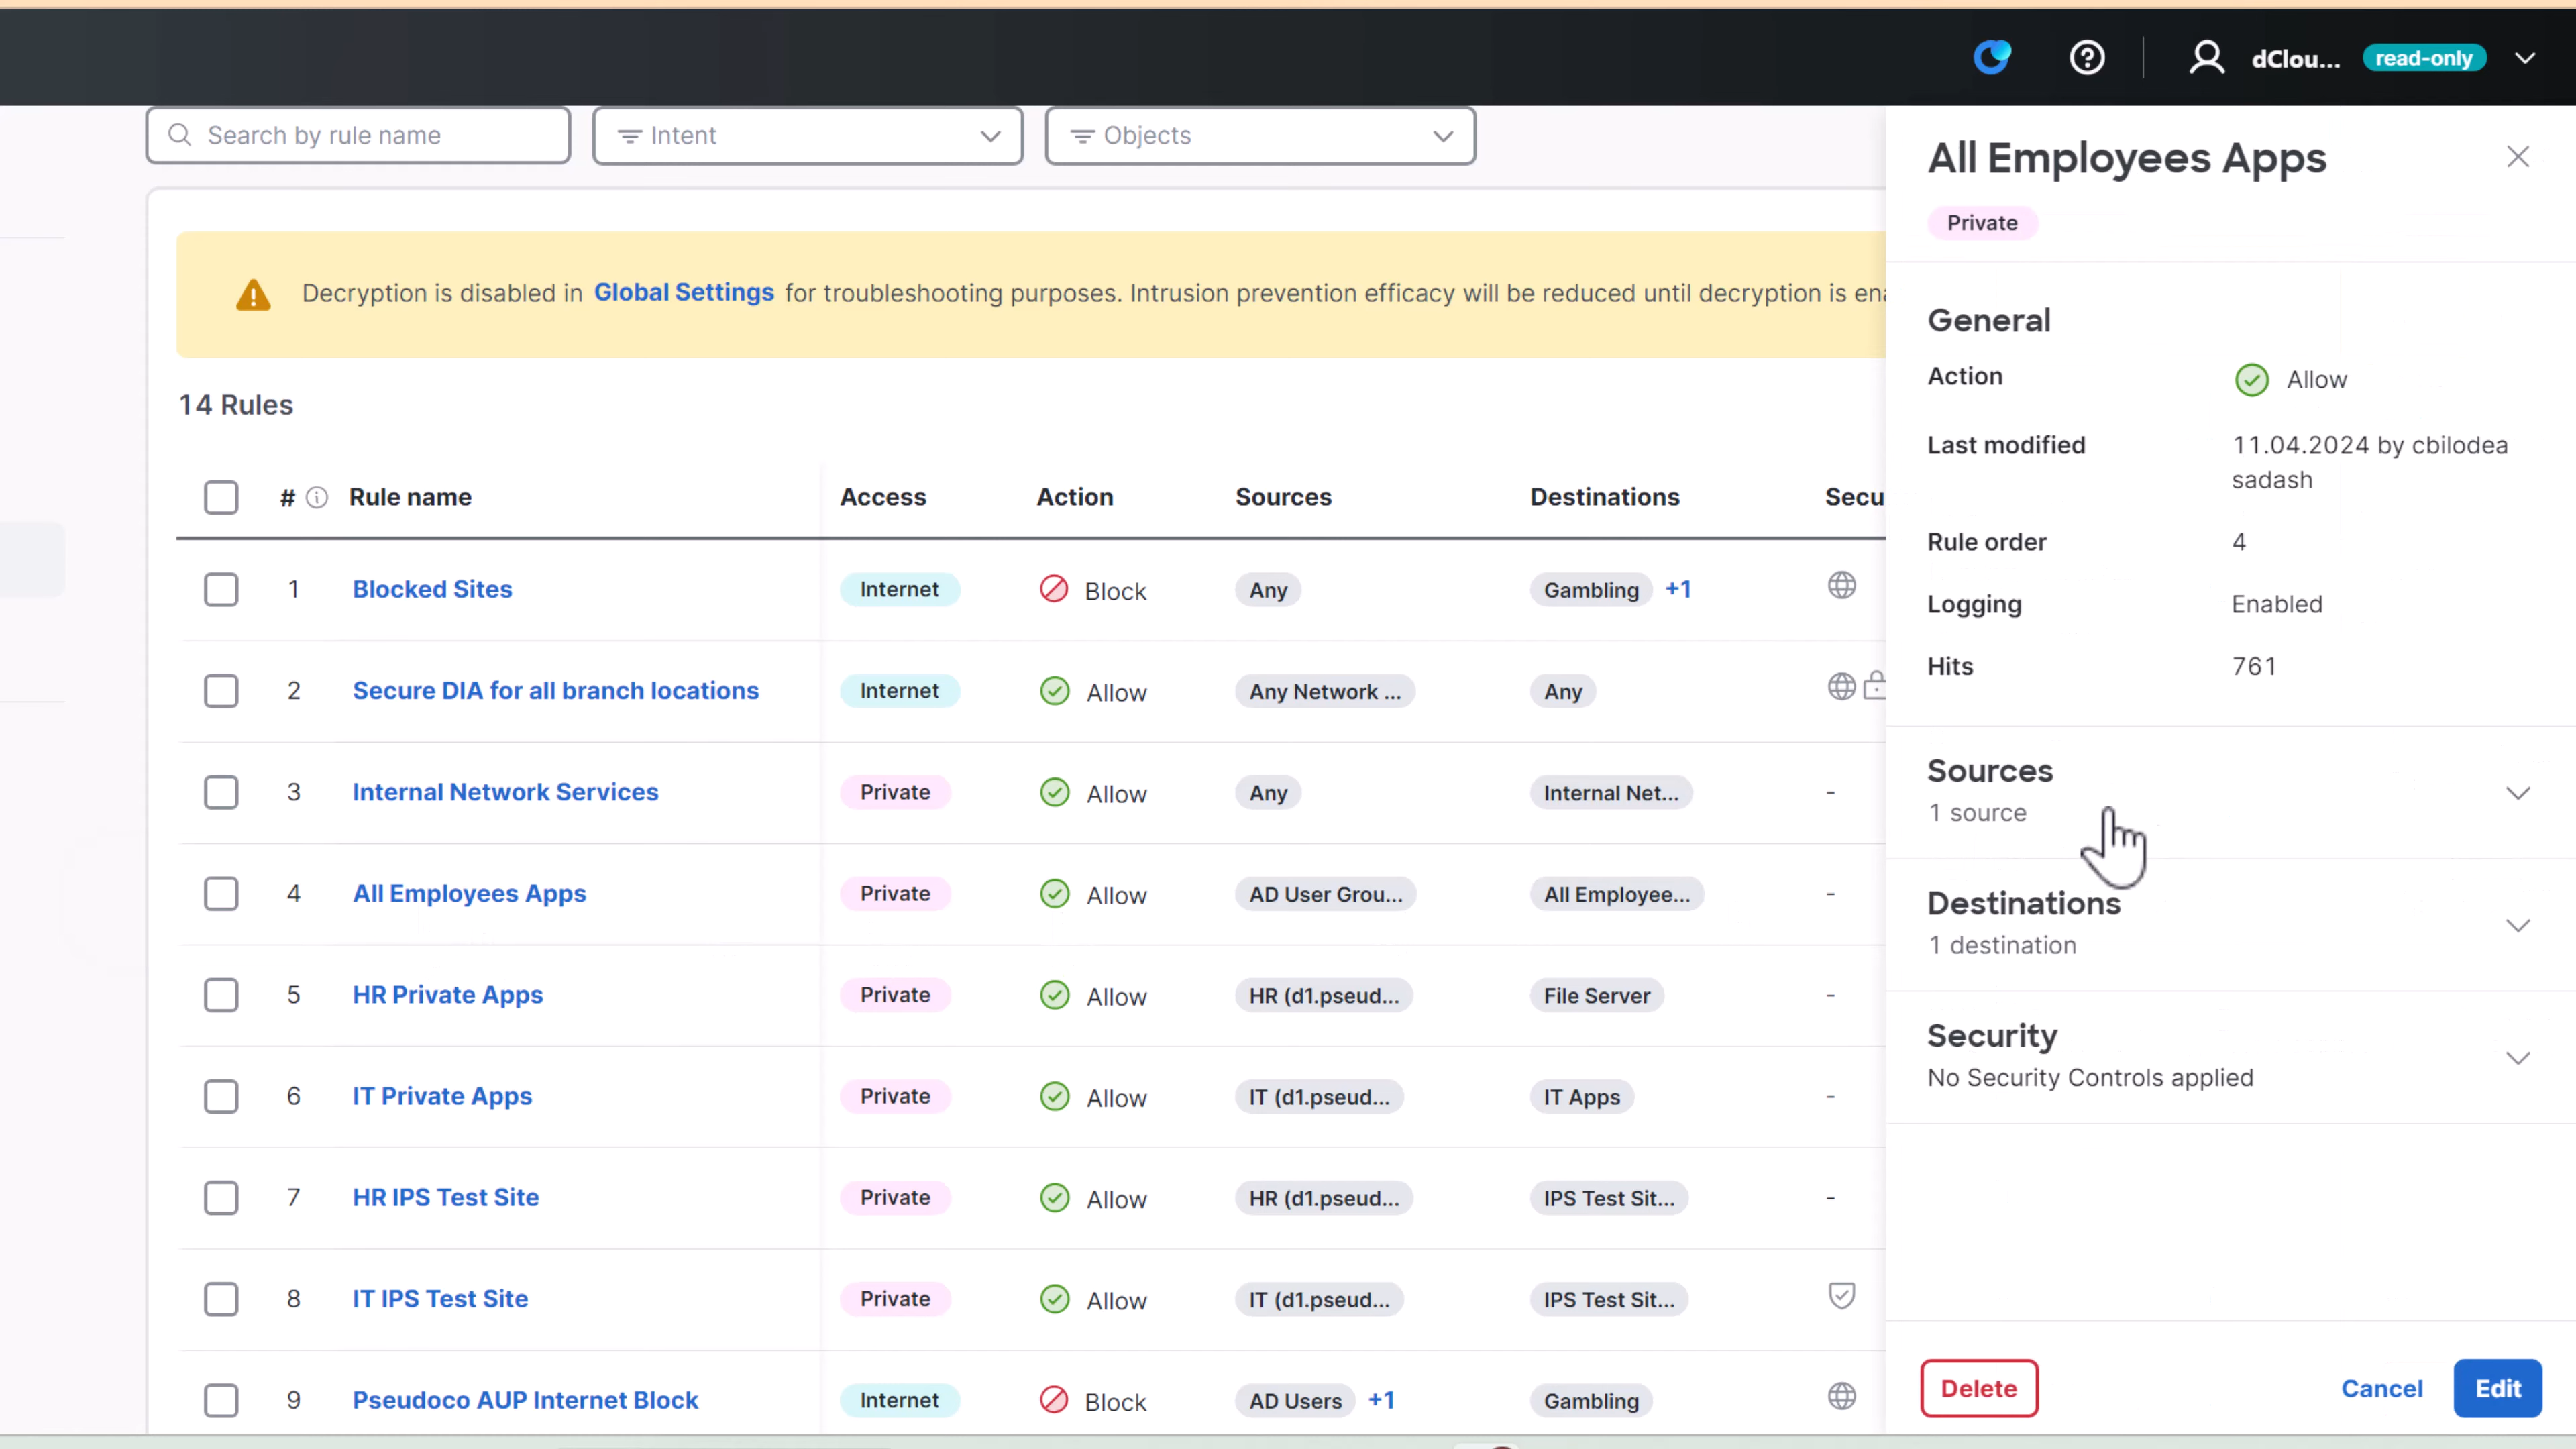 dClou... read-only
Search by rule name
Intent
Objects
Decryption is disabled in Global Settings for troubleshooting purposes. Intrusion prevention efficacy will be reduced until decryption is
14 Rules
# Rule name Access Action Sources Destinations
1 Blocked Sites Internet Block Any Gambling +1
2 Secure DIA for all branch locations Internet Allow Any Network ... Any
3 Internal Network Services Private Allow Any Internal Net... -
4 All Employees Apps Private Allow AD User Grou... All Employee... -
5 HR Private Apps Private Allow HR (d1.pseud... File Server -
6 IT Private Apps Private Allow IT (d1.pseud... IT Apps -
7 HR IPS Test Site Private Allow HR (d1.pseud... IPS Test Sit... -
8 IT IPS Test Site Private Allow IT (d1.pseud... IPS Test Sit...
9 Pseudoco AUP Internet Block Internet Block AD Users +1 Gambling
All Employees Apps
Private
General
Action Allow
Last modified 11.04.2024 by cbilodea
sadash
Rule order 4
Logging Enabled
Hits 761
Sources
1 source
Destinations
1 destination
Security
No Security Controls applied
Delete Cancel Edit